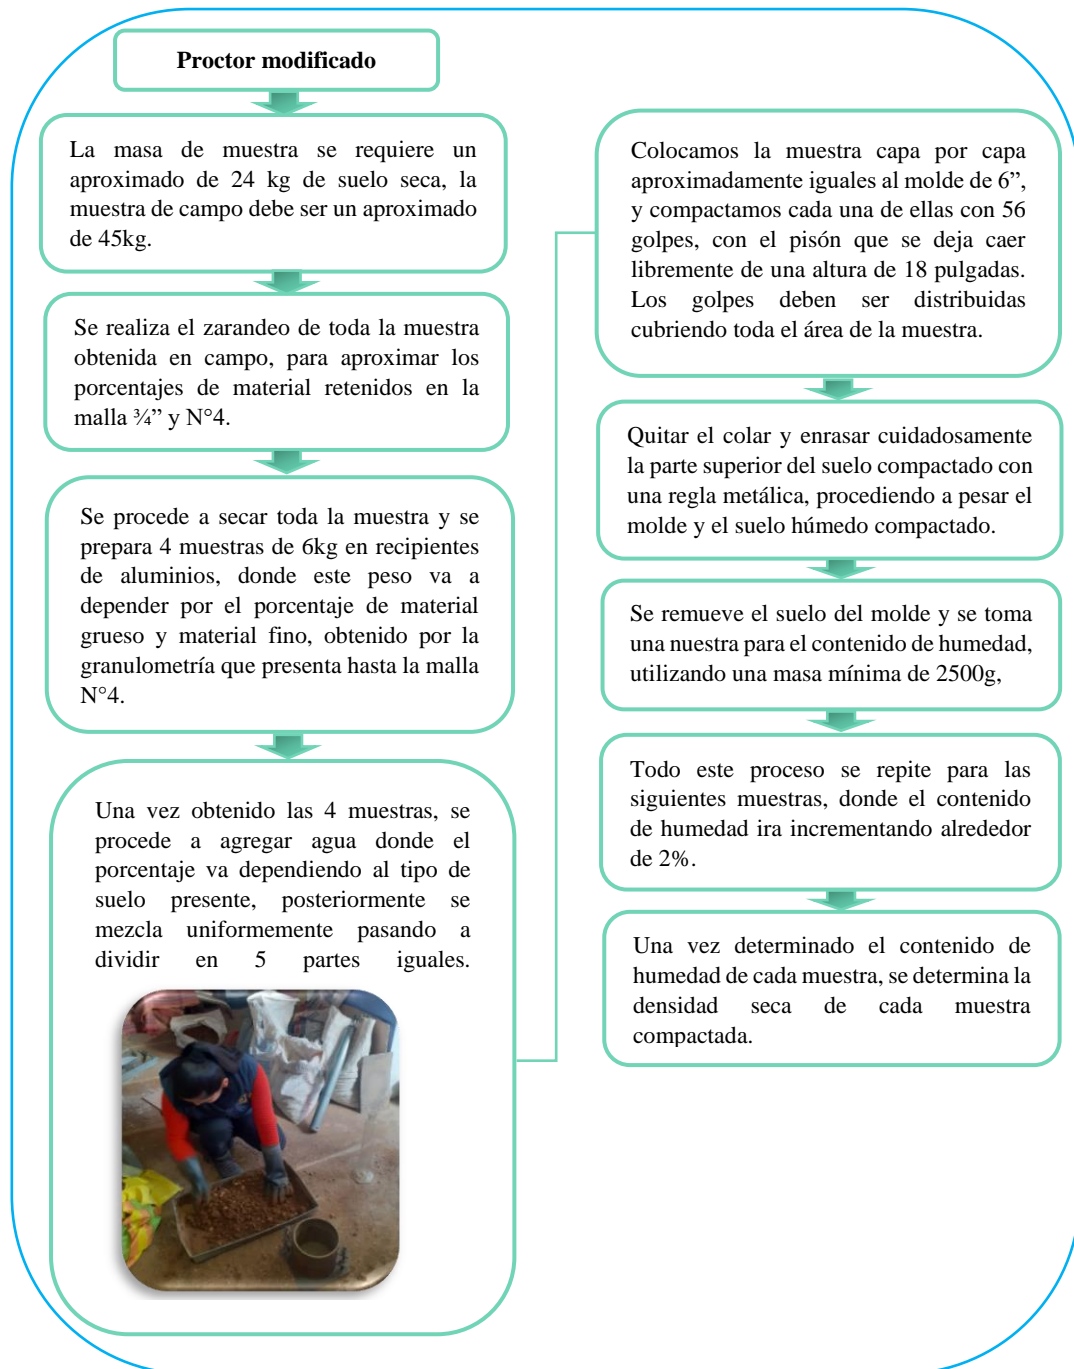 Proctor modificado
La masa de muestra se requiere un
aproximado de 24 kg de suelo seca, la
muestra de campo debe ser un aproximado
de 45kg.
Se realiza el zarandeo de toda la muestra
obtenida en campo, para aproximar los
porcentajes de material retenidos en la
malla ¾” y N°4.
Se procede a secar toda la muestra y se
prepara 4 muestras de 6kg en recipientes
de aluminios, donde este peso va a
depender por el porcentaje de material
grueso y material fino, obtenido por la
granulometría que presenta hasta la malla
N°4.
Una vez obtenido las 4 muestras, se
procede a agregar agua donde el
porcentaje va dependiendo al tipo de
suelo presente, posteriormente se
mezcla uniformemente pasando a
dividir en 5 partes iguales.
Colocamos la muestra capa por capa
aproximadamente iguales al molde de 6”,
y compactamos cada una de ellas con 56
golpes, con el pisón que se deja caer
libremente de una altura de 18 pulgadas.
Los golpes deben ser distribuidas
cubriendo toda el área de la muestra.
Quitar el colar y enrasar cuidadosamente
la parte superior del suelo compactado con
una regla metálica, procediendo a pesar el
molde y el suelo húmedo compactado.
Se remueve el suelo del molde y se toma
una nuestra para el contenido de humedad,
utilizando una masa mínima de 2500g,
Todo este proceso se repite para las
siguientes muestras, donde el contenido
de humedad ira incrementando alrededor
de 2%.
Una vez determinado el contenido de
humedad de cada muestra, se determina la
densidad seca de cada muestra
compactada.